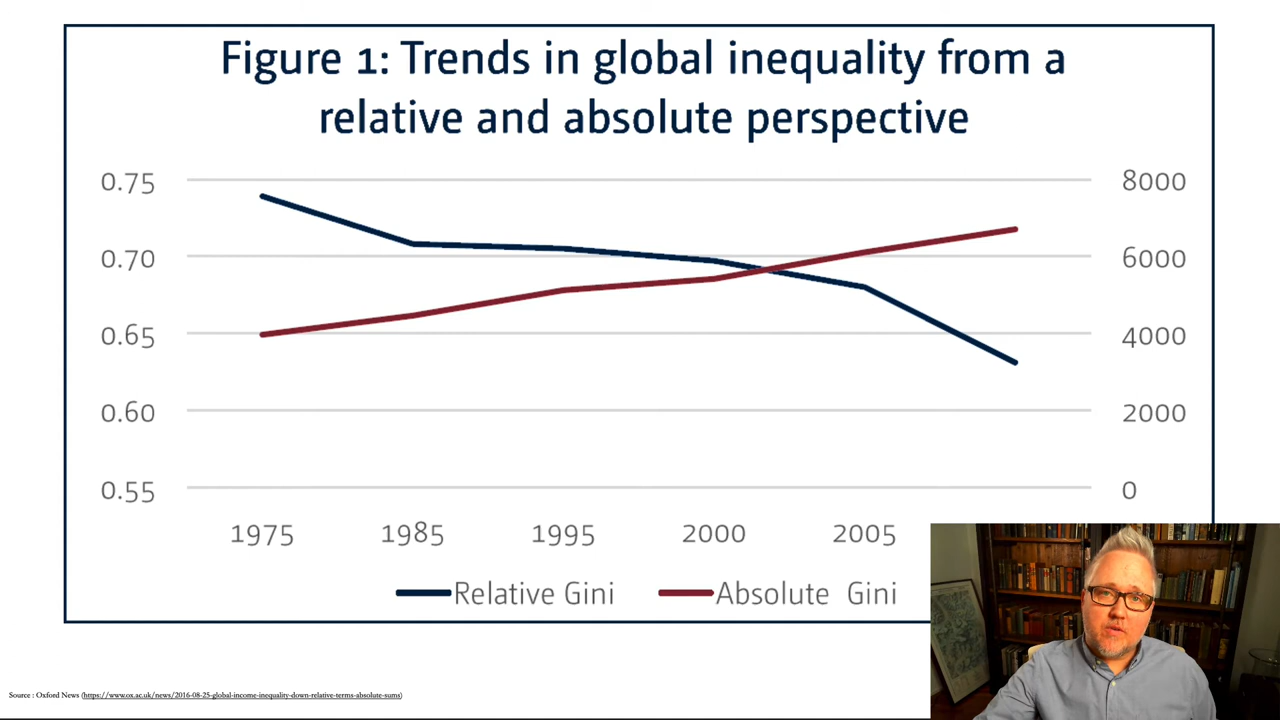 Figure 1: Trends in global inequality from a
relative and absolute perspective
0.75
8000
0.70
6000
0.65
4000
0.60
2000
0.55
0
1975 1985 1995 2000 2005
Relative Gini Absolute Gini
Source : Oxford News (https://www.ox.ac.uk/news/2016-08-25-global-income-inequality-down-relative-terms-absolute-sums)